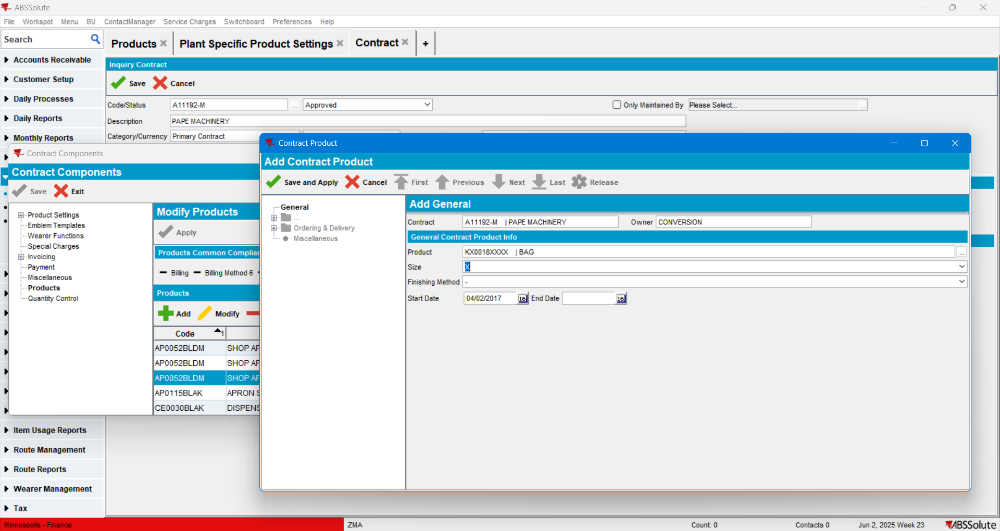 ABSSolute
File Workspot Menu BU ContactManager Service Charges Switchboard Preferences Help
Search
Products Plant Specific Product Settings Contract +
Accounts Receivable
Customer Setup
Daily Processes
Daily Reports
Monthly Reports
Inquiry Contract
Save Cancel
Code/Status A11192-M ... Approved Only Maintained By Please Select... ...
Description PAPE MACHINERY
Category/Currency Primary Contract
Contract Components
Contract Components
Save Exit
Product Settings
Emblem Templates
Wearer Functions
Special Charges
Invoicing
Payment
Miscellaneous
Products
Quantity Control
Modify Products
Apply
Products Common Complian
Billing Billing Method 6
Products
Add Modify
Code 1
AP0052BLDM SHOP AP
AP0052BLDM SHOP AP
AP0052BLDM SHOP AP
AP0115BLAK APRON S
CE0030BLAK DISPENS
Contract Product
Add Contract Product
Save and Apply Cancel First Previous Next Last Release
General
...
Ordering & Delivery
Miscellaneous
Add General
Contract A11192-M | PAPE MACHINERY Owner CONVERSION
General Contract Product Info
Product KX0018XXXX | BAG ...
Size X
Finishing Method -
Start Date 04/02/2017 16 End Date 16
Item Usage Reports
Route Management
Route Reports
Wearer Management
Tax
Minneapolis - Finance ZMA Count: 0 Contacts 0 Jun 2, 2025 Week 23 ABSSolute